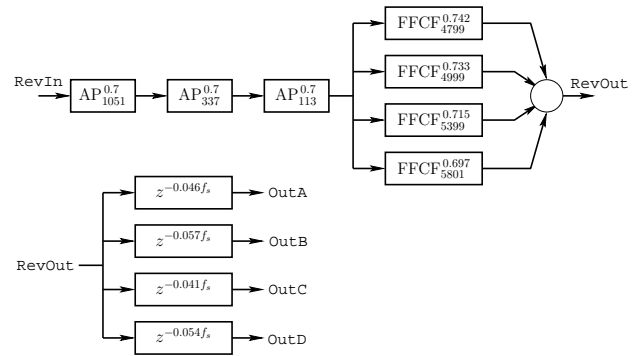 RevIn
AP^{0.7}_{1051}
AP^{0.7}_{337}
AP^{0.7}_{113}
FFCF^{0.742}_{4799}
FFCF^{0.733}_{4999}
FFCF^{0.715}_{5399}
FFCF^{0.697}_{5801}
RevOut
RevOut
z^{-0.046f_s}
OutA
z^{-0.057f_s}
OutB
z^{-0.041f_s}
OutC
z^{-0.054f_s}
OutD